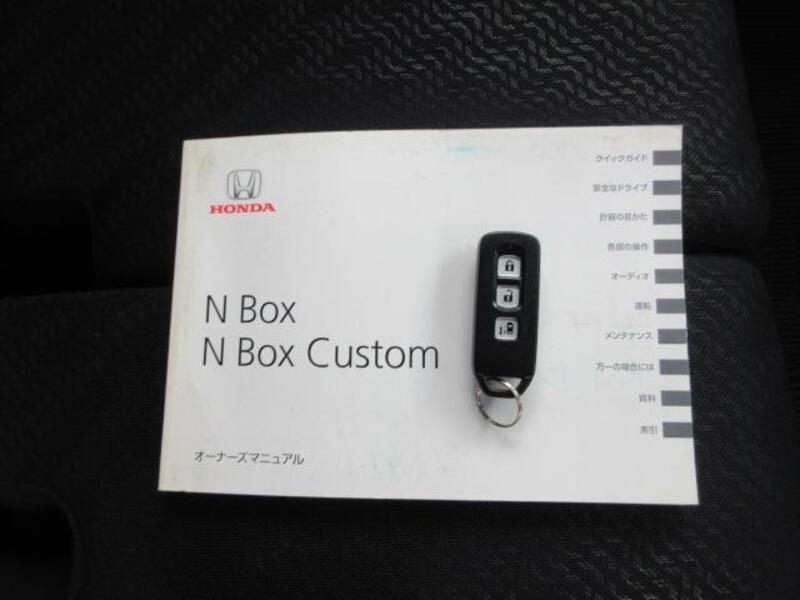 HONDA
N Box
N Box Custom
オーナーズマニュアル
クイックガイド
安全なドライブ
計器の見かた
各部の操作
オーディオ
運転
メンテナンス
万一の場合には
資料
索引